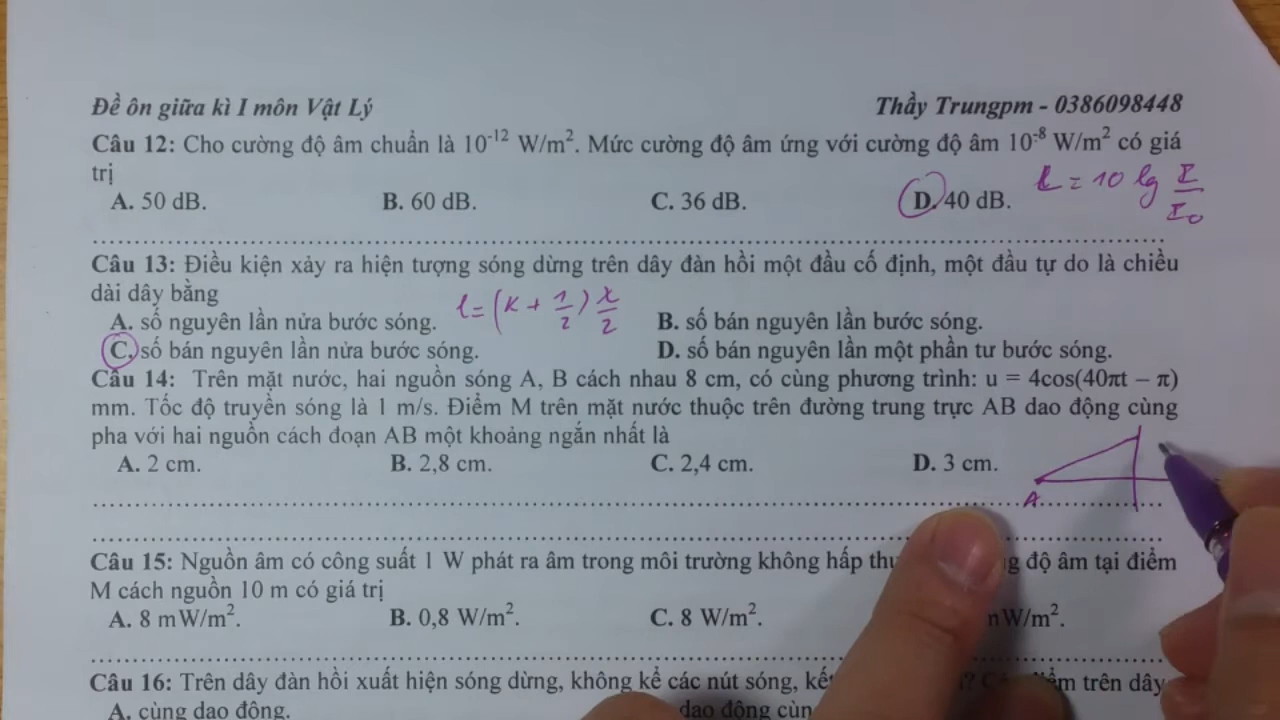 Đề ôn giữa kì I môn Vật Lý Thầy Trungpm - 0386098448
Câu 12: Cho cường độ âm chuẩn là 10⁻¹² W/m². Mức cường độ âm ứng với cường độ âm 10⁻⁸ W/m² có giá
trị
A. 50 dB. B. 60 dB. C. 36 dB. D. 40 dB. L = 10 lg I/I₀
Câu 13: Điều kiện xảy ra hiện tượng sóng dừng trên dây đàn hồi một đầu cố định, một đầu tự do là chiều
dài dây bằng
l = (k + 1/2) λ/2
A. số nguyên lần nửa bước sóng. B. số bán nguyên lần bước sóng.
C. số bán nguyên lần nửa bước sóng. D. số bán nguyên lần một phần tư bước sóng.
Câu 14: Trên mặt nước, hai nguồn sóng A, B cách nhau 8 cm, có cùng phương trình: u = 4cos(40πt – π)
mm. Tốc độ truyền sóng là 1 m/s. Điểm M trên mặt nước thuộc trên đường trung trực AB dao động cùng
pha với hai nguồn cách đoạn AB một khoảng ngắn nhất là
A. 2 cm. B. 2,8 cm. C. 2,4 cm. D. 3 cm.
A
Câu 15: Nguồn âm có công suất 1 W phát ra âm trong môi trường không hấp độ âm tại điểm
M cách nguồn 10 m có giá trị
A. 8 mW/m². B. 0,8 W/m². C. 8 W/m². W/m².
Câu 16: Trên dây đàn hồi xuất hiện sóng dừng, không kể các nút sóng, trên dây
A. cùng dao động. dao động